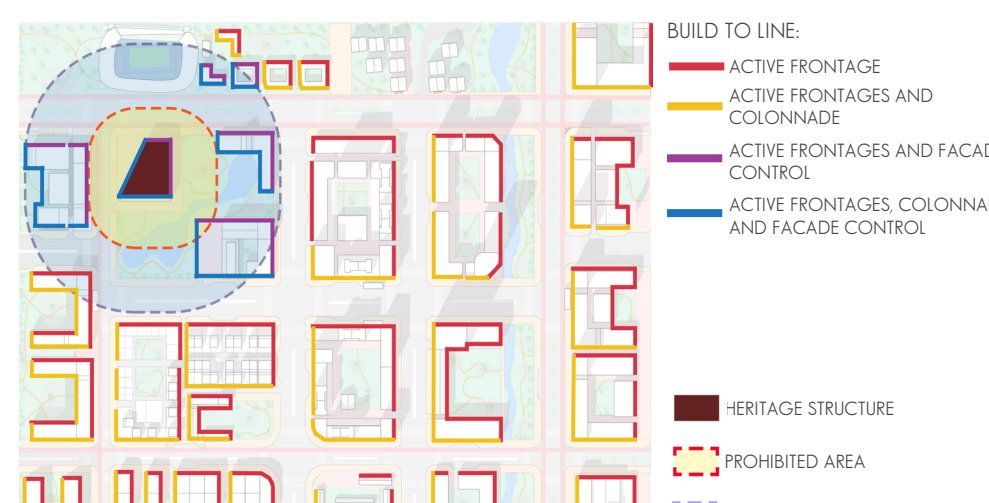 BUILD TO LINE:
ACTIVE FRONTAGE
ACTIVE FRONTAGES AND
COLONNADE
ACTIVE FRONTAGES AND FACAD
CONTROL
ACTIVE FRONTAGES, COLONNA
AND FACADE CONTROL
HERITAGE STRUCTURE
PROHIBITED AREA